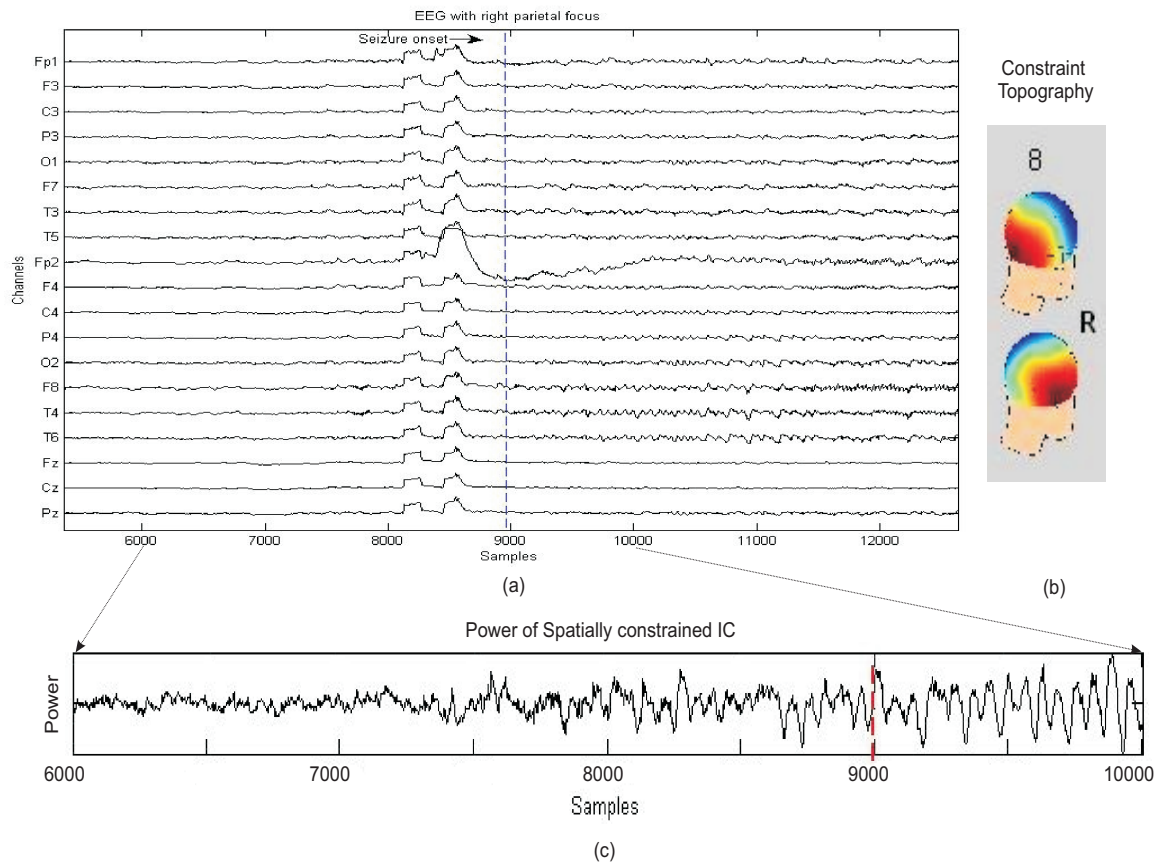 EEG with right parietal focus
Seizure onset
Channels
Fp1
F3
C3
P3
O1
F7
T3
T5
Fp2
F4
C4
P4
O2
F8
T4
T6
Fz
Cz
Pz
6000 7000 8000 9000 10000 11000 12000
Samples
(a)
Constraint
Topography
8
R
(b)
Power of Spatially constrained IC
Power
6000 7000 8000 9000 10000
Samples
(c)